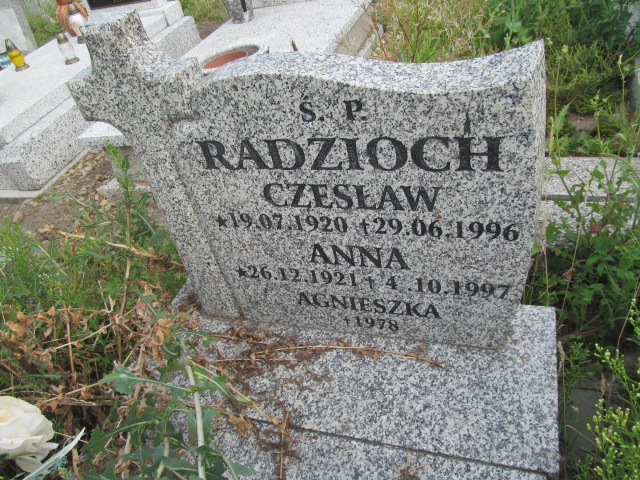 Ś. P.
RADZIOCH
CZESŁAW
★19.07.1920 †29.06.1996
ANNA
★26.12.1921 † 4.10.1997
AGNIESZKA
†1978